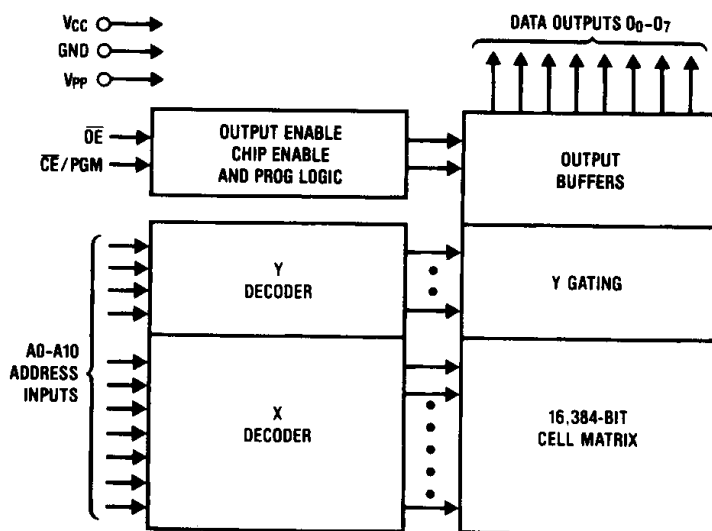 VCC
GND
VPP
OE
CE/PGM
OUTPUT ENABLE
CHIP ENABLE
AND PROG LOGIC
DATA OUTPUTS O0–O7
OUTPUT
BUFFERS
Y
DECODER
Y GATING
A0–A10
ADDRESS
INPUTS
X
DECODER
16,384-BIT
CELL MATRIX